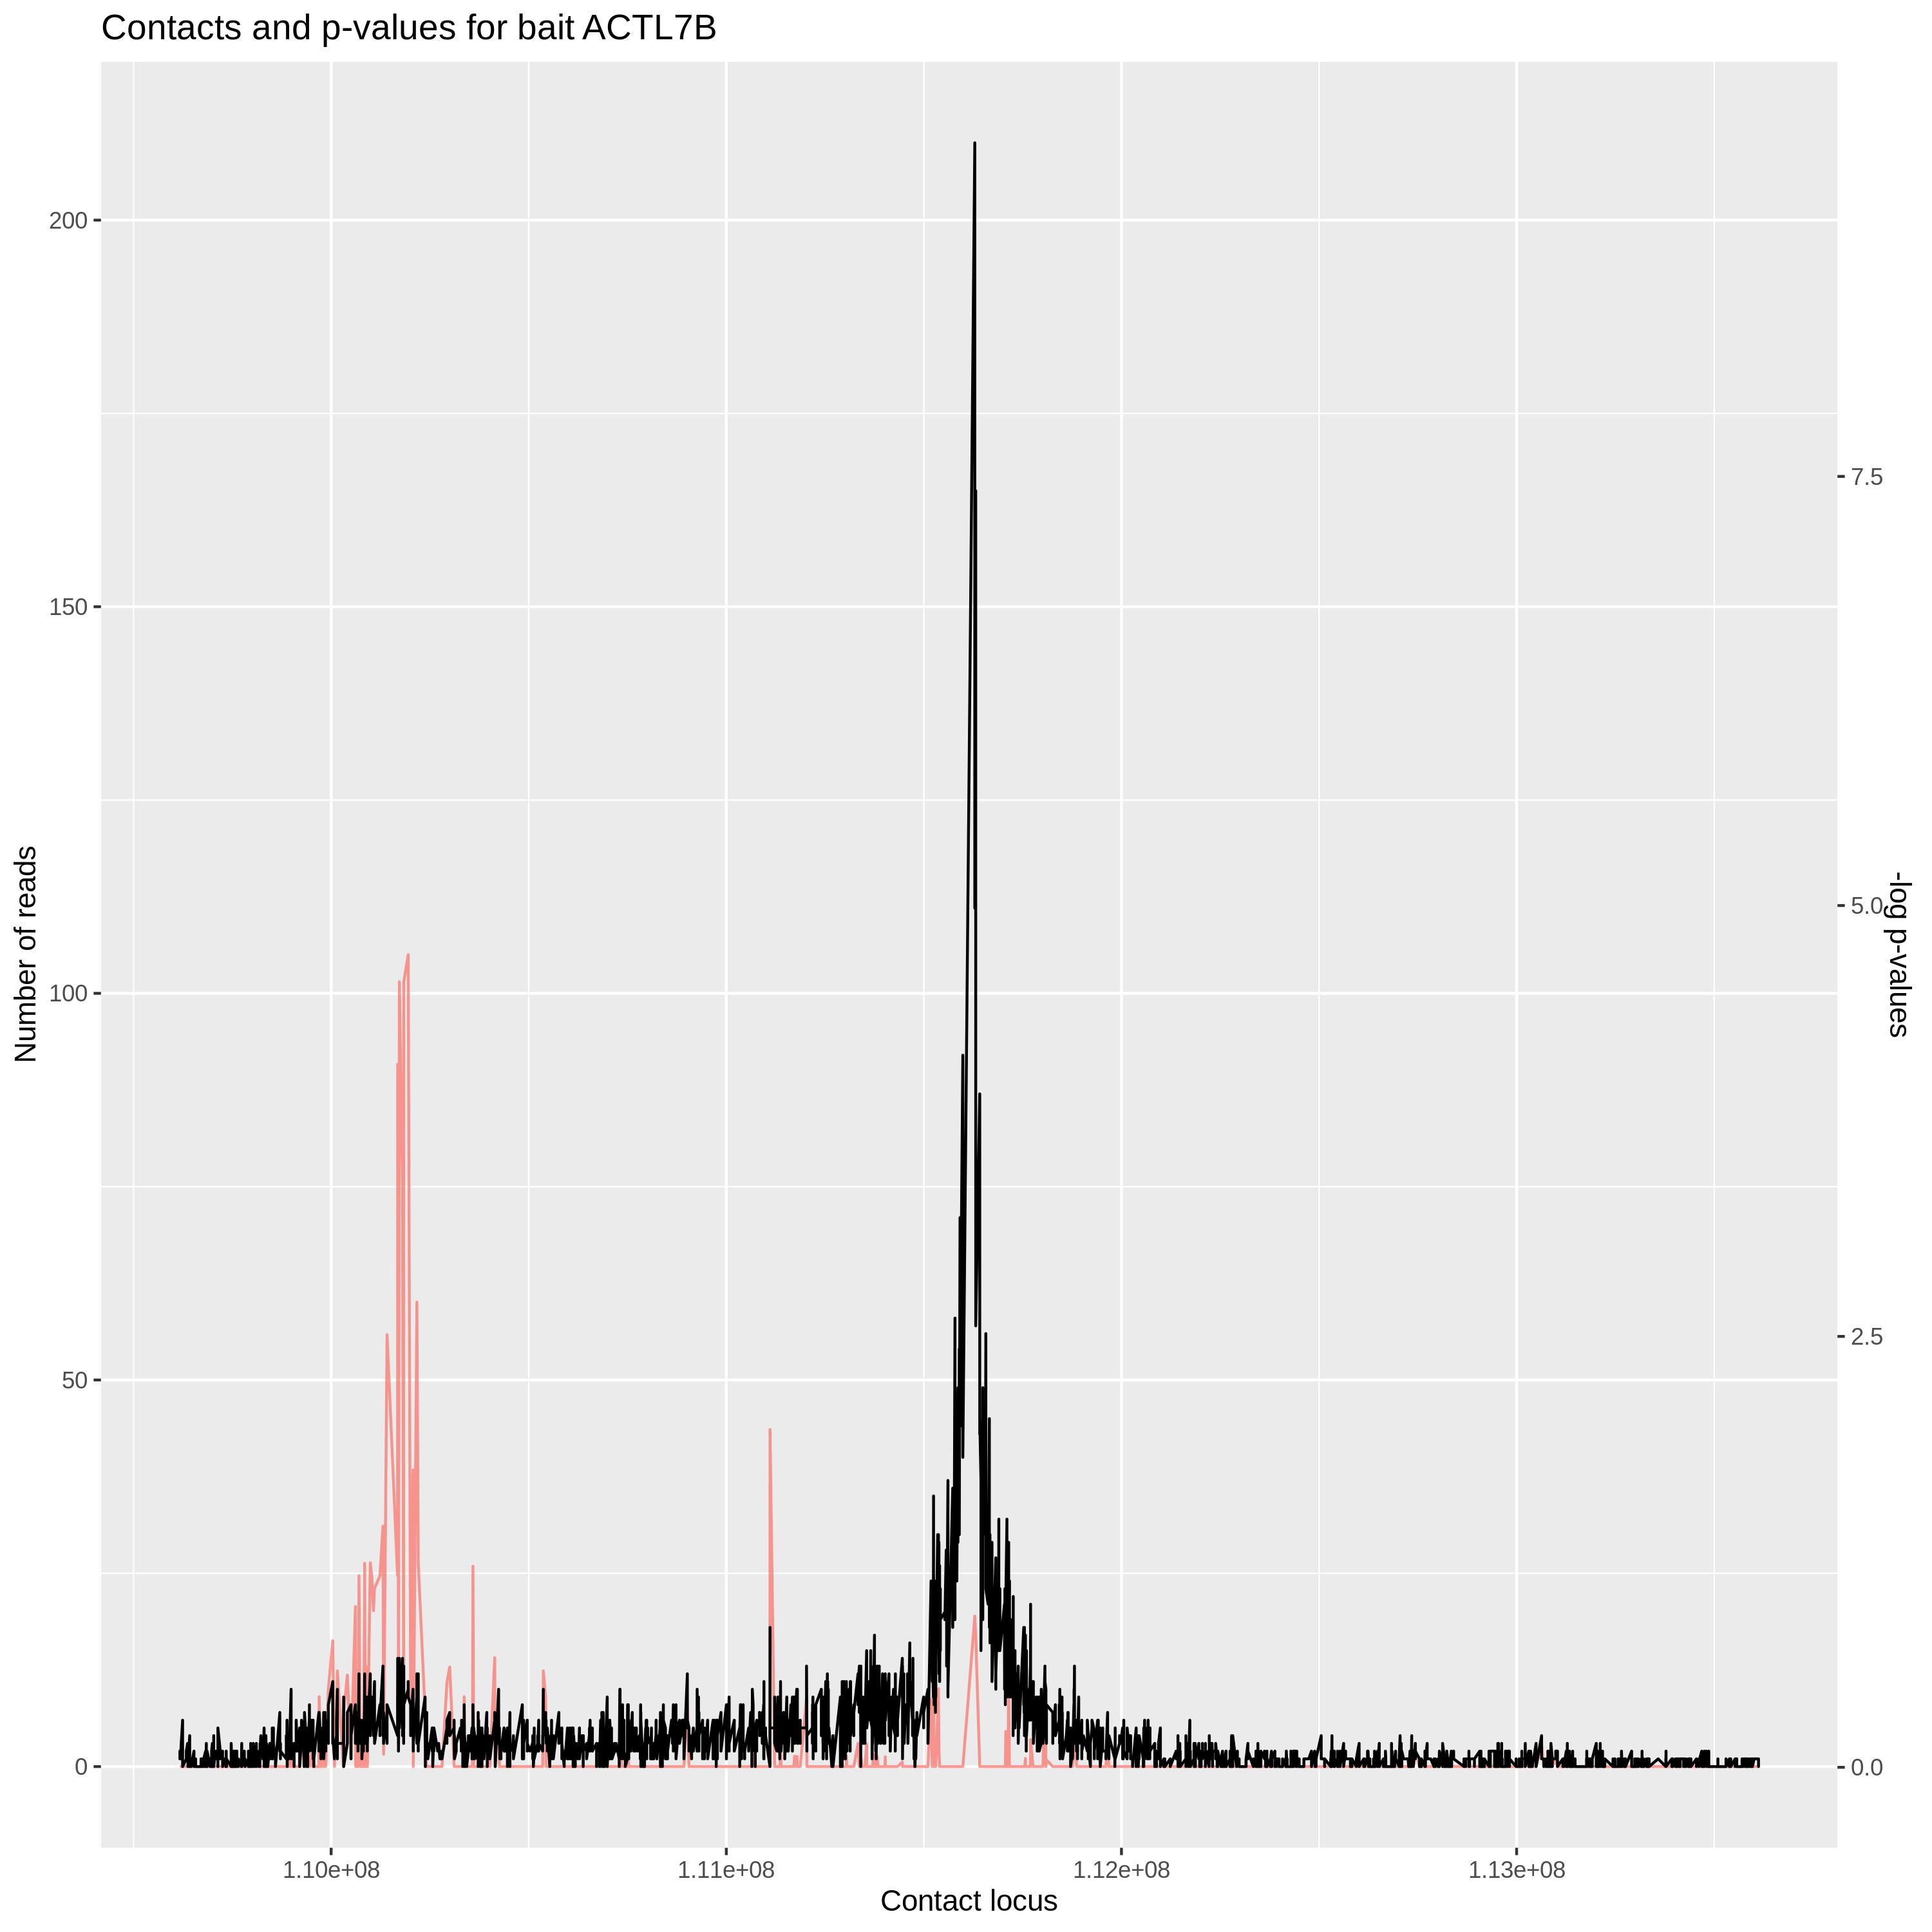 Contacts and p-values for bait ACTL7B
200
150
100
50
0
Number of reads
7.5
5.0
2.5
0.0
-log p-values
1.10e+08
1.11e+08
1.12e+08
1.13e+08
Contact locus